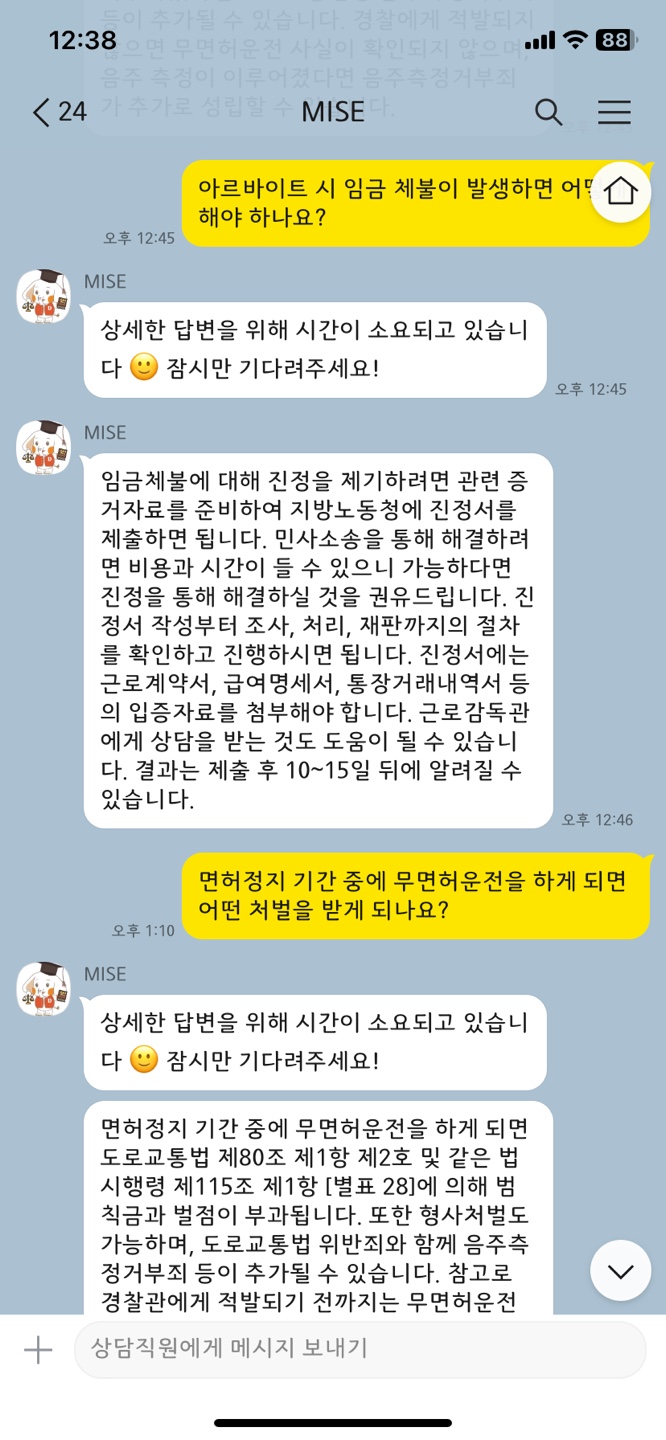 12:38
88
등이 추가될 수 있습니다. 경찰에게 적발되지
않으면 무면허운전 사실이 확인되지 않으며,
음주 측정이 이루어졌다면 음주측정거부죄
가 추가로 성립할 수
다.
24
MISE
아르바이트 시 임금 체불이 발생하면
해야 하나요?
오후 12:45
MISE
상세한 답변을 위해 시간이 소요되고 있습니
다 🙂 잠시만 기다려주세요!
오후 12:45
MISE
임금체불에 대해 진정을 제기하려면 관련 증
거자료를 준비하여 지방노동청에 진정서를
제출하면 됩니다. 민사소송을 통해 해결하려
면 비용과 시간이 들 수 있으니 가능하다면
진정을 통해 해결하실 것을 권유드립니다. 진
정서 작성부터 조사, 처리, 재판까지의 절차
를 확인하고 진행하시면 됩니다. 진정서에는
근로계약서, 급여명세서, 통장거래내역서 등
의 입증자료를 첨부해야 합니다. 근로감독관
에게 상담을 받는 것도 도움이 될 수 있습니
다. 결과는 제출 후 10~15일 뒤에 알려질 수
있습니다.
오후 12:46
면허정지 기간 중에 무면허운전을 하게 되면
어떤 처벌을 받게 되나요?
오후 1:10
MISE
상세한 답변을 위해 시간이 소요되고 있습니
다 🙂 잠시만 기다려주세요!
면허정지 기간 중에 무면허운전을 하게 되면
도로교통법 제80조 제1항 제2호 및 같은 법
시행령 제115조 제1항 [별표 28]에 의해 범
칙금과 벌점이 부과됩니다. 또한 형사처벌도
가능하며, 도로교통법 위반죄와 함께 음주측
정거부죄 등이 추가될 수 있습니다. 참고로
경찰관에게 적발되기 전까지는 무면허운전
상담직원에게 메시지 보내기